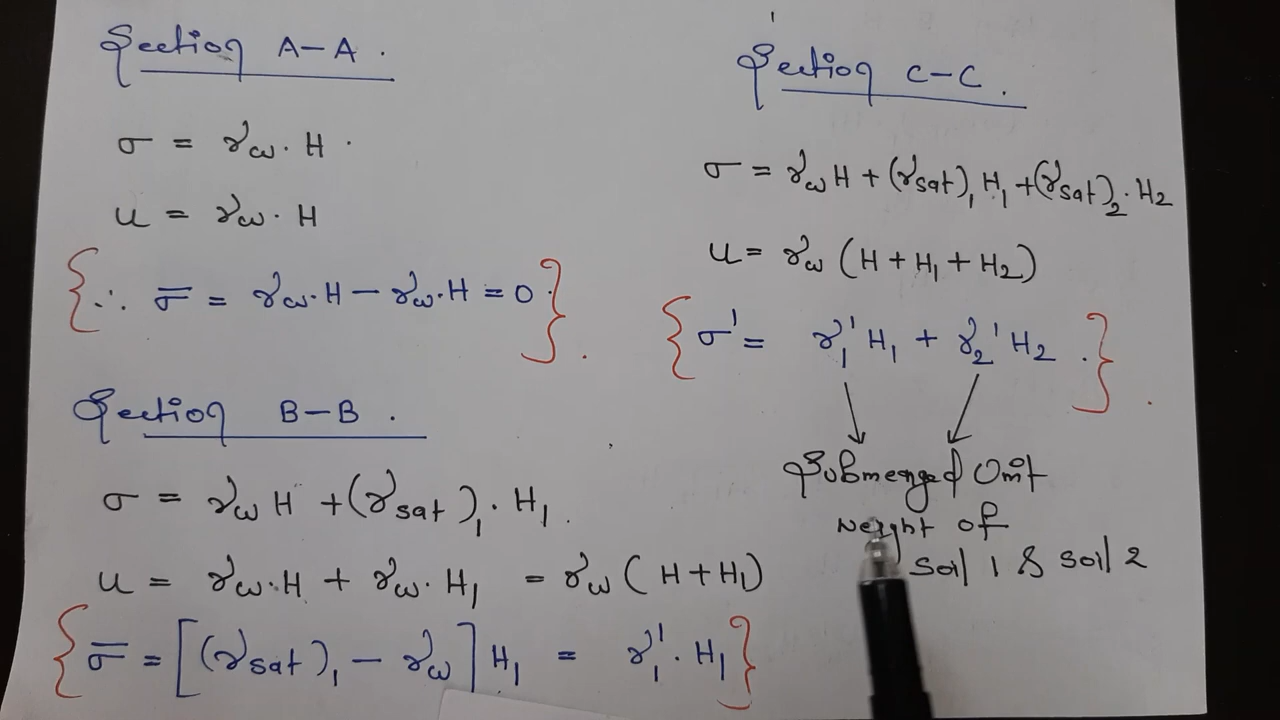 Section A-A.
σ = γw. H.
u = γw. H
{∴ σ̅ = γw.H - γw.H = 0}.
Section B-B.
σ = γw H + (γsat)₁. H₁.
u = γw.H + γw. H₁ = γw (H+H₁)
{σ̅ = [(γsat)₁ - γw] H₁ = γ₁'. H₁}
Section C-C.
σ = γw H + (γsat)₁ H₁ + (γsat)₂. H₂
u = γw (H + H₁ + H₂)
{σ' = γ₁' H₁ + γ₂' H₂.}.
Submerged Unit
weight of
Soil 1 & Soil 2